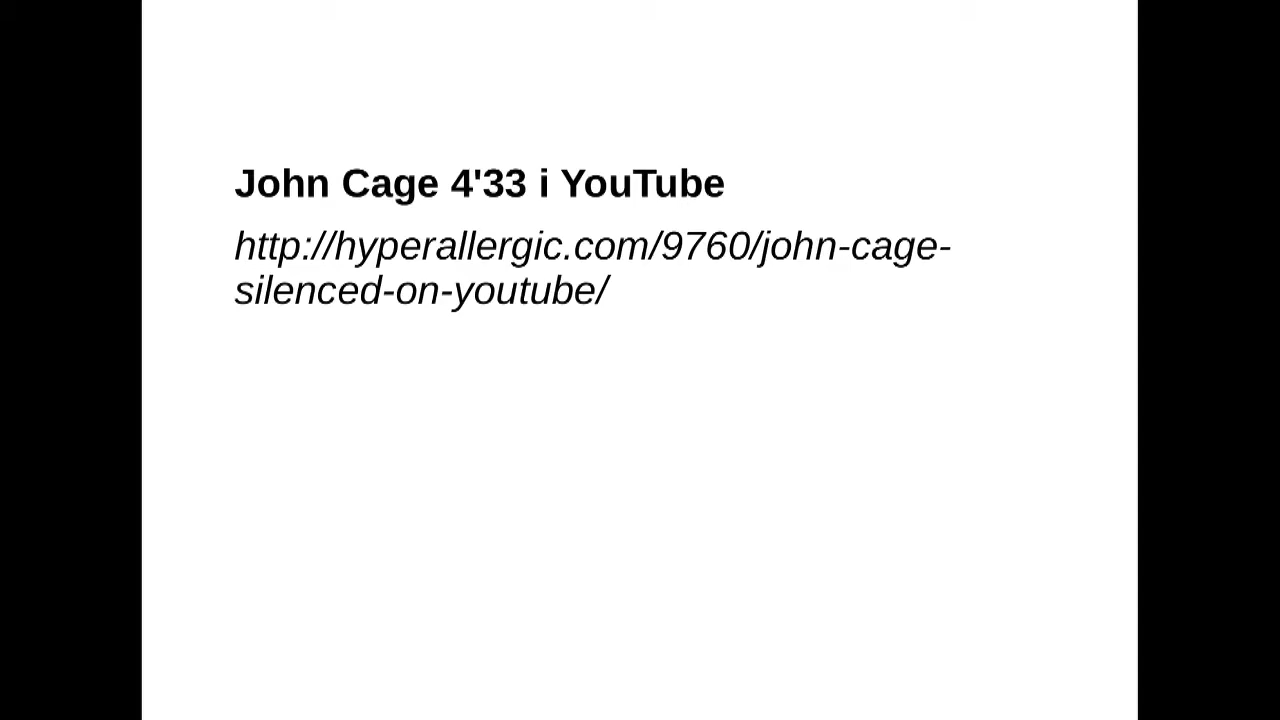 John Cage 4'33 i YouTube
http://hyperallergic.com/9760/john-cage-
silenced-on-youtube/